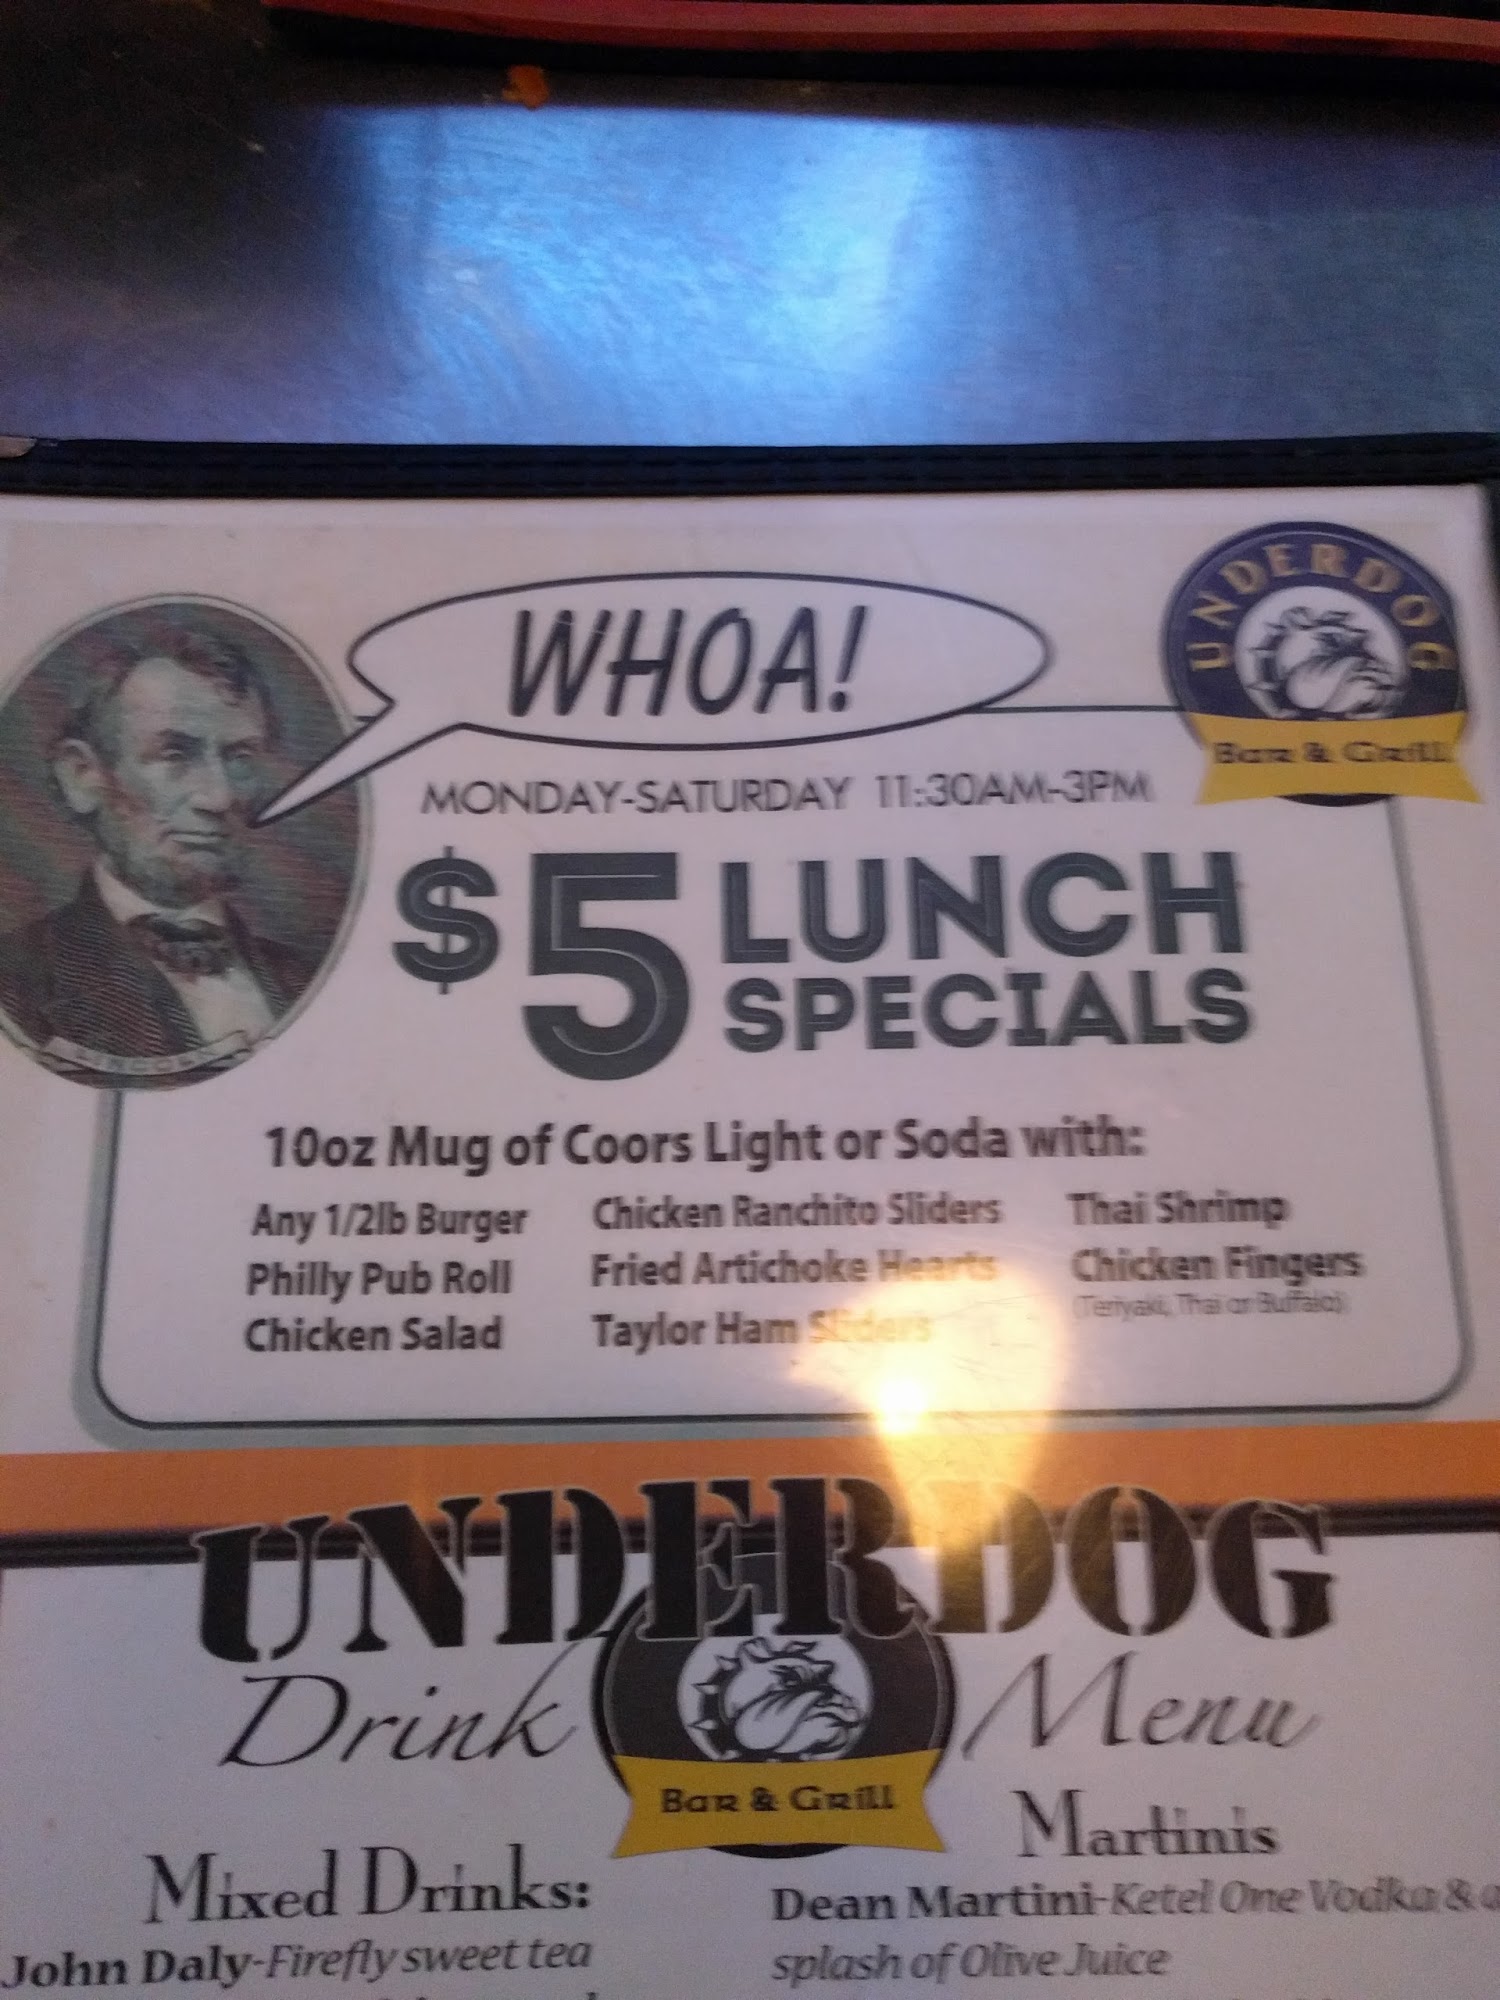 WHOA!
UNDERDOG
Bar & Grill
MONDAY-SATURDAY 11:30AM-3PM
$5 LUNCH
SPECIALS
LINCOLN
10oz Mug of Coors Light or Soda with:
Any 1/2lb Burger
Philly Pub Roll
Chicken Salad
Chicken Ranchito Sliders
Fried Artichoke Hearts
Taylor Ham Sliders
Thai Shrimp
Chicken Fingers
(Teriyaki, Thai or Buffalo)
UNDERDOG
Drink Menu
Bar & Grill
Mixed Drinks:
John Daly-Firefly sweet tea
Martinis
Dean Martini-Ketel One Vodka & a
splash of Olive Juice